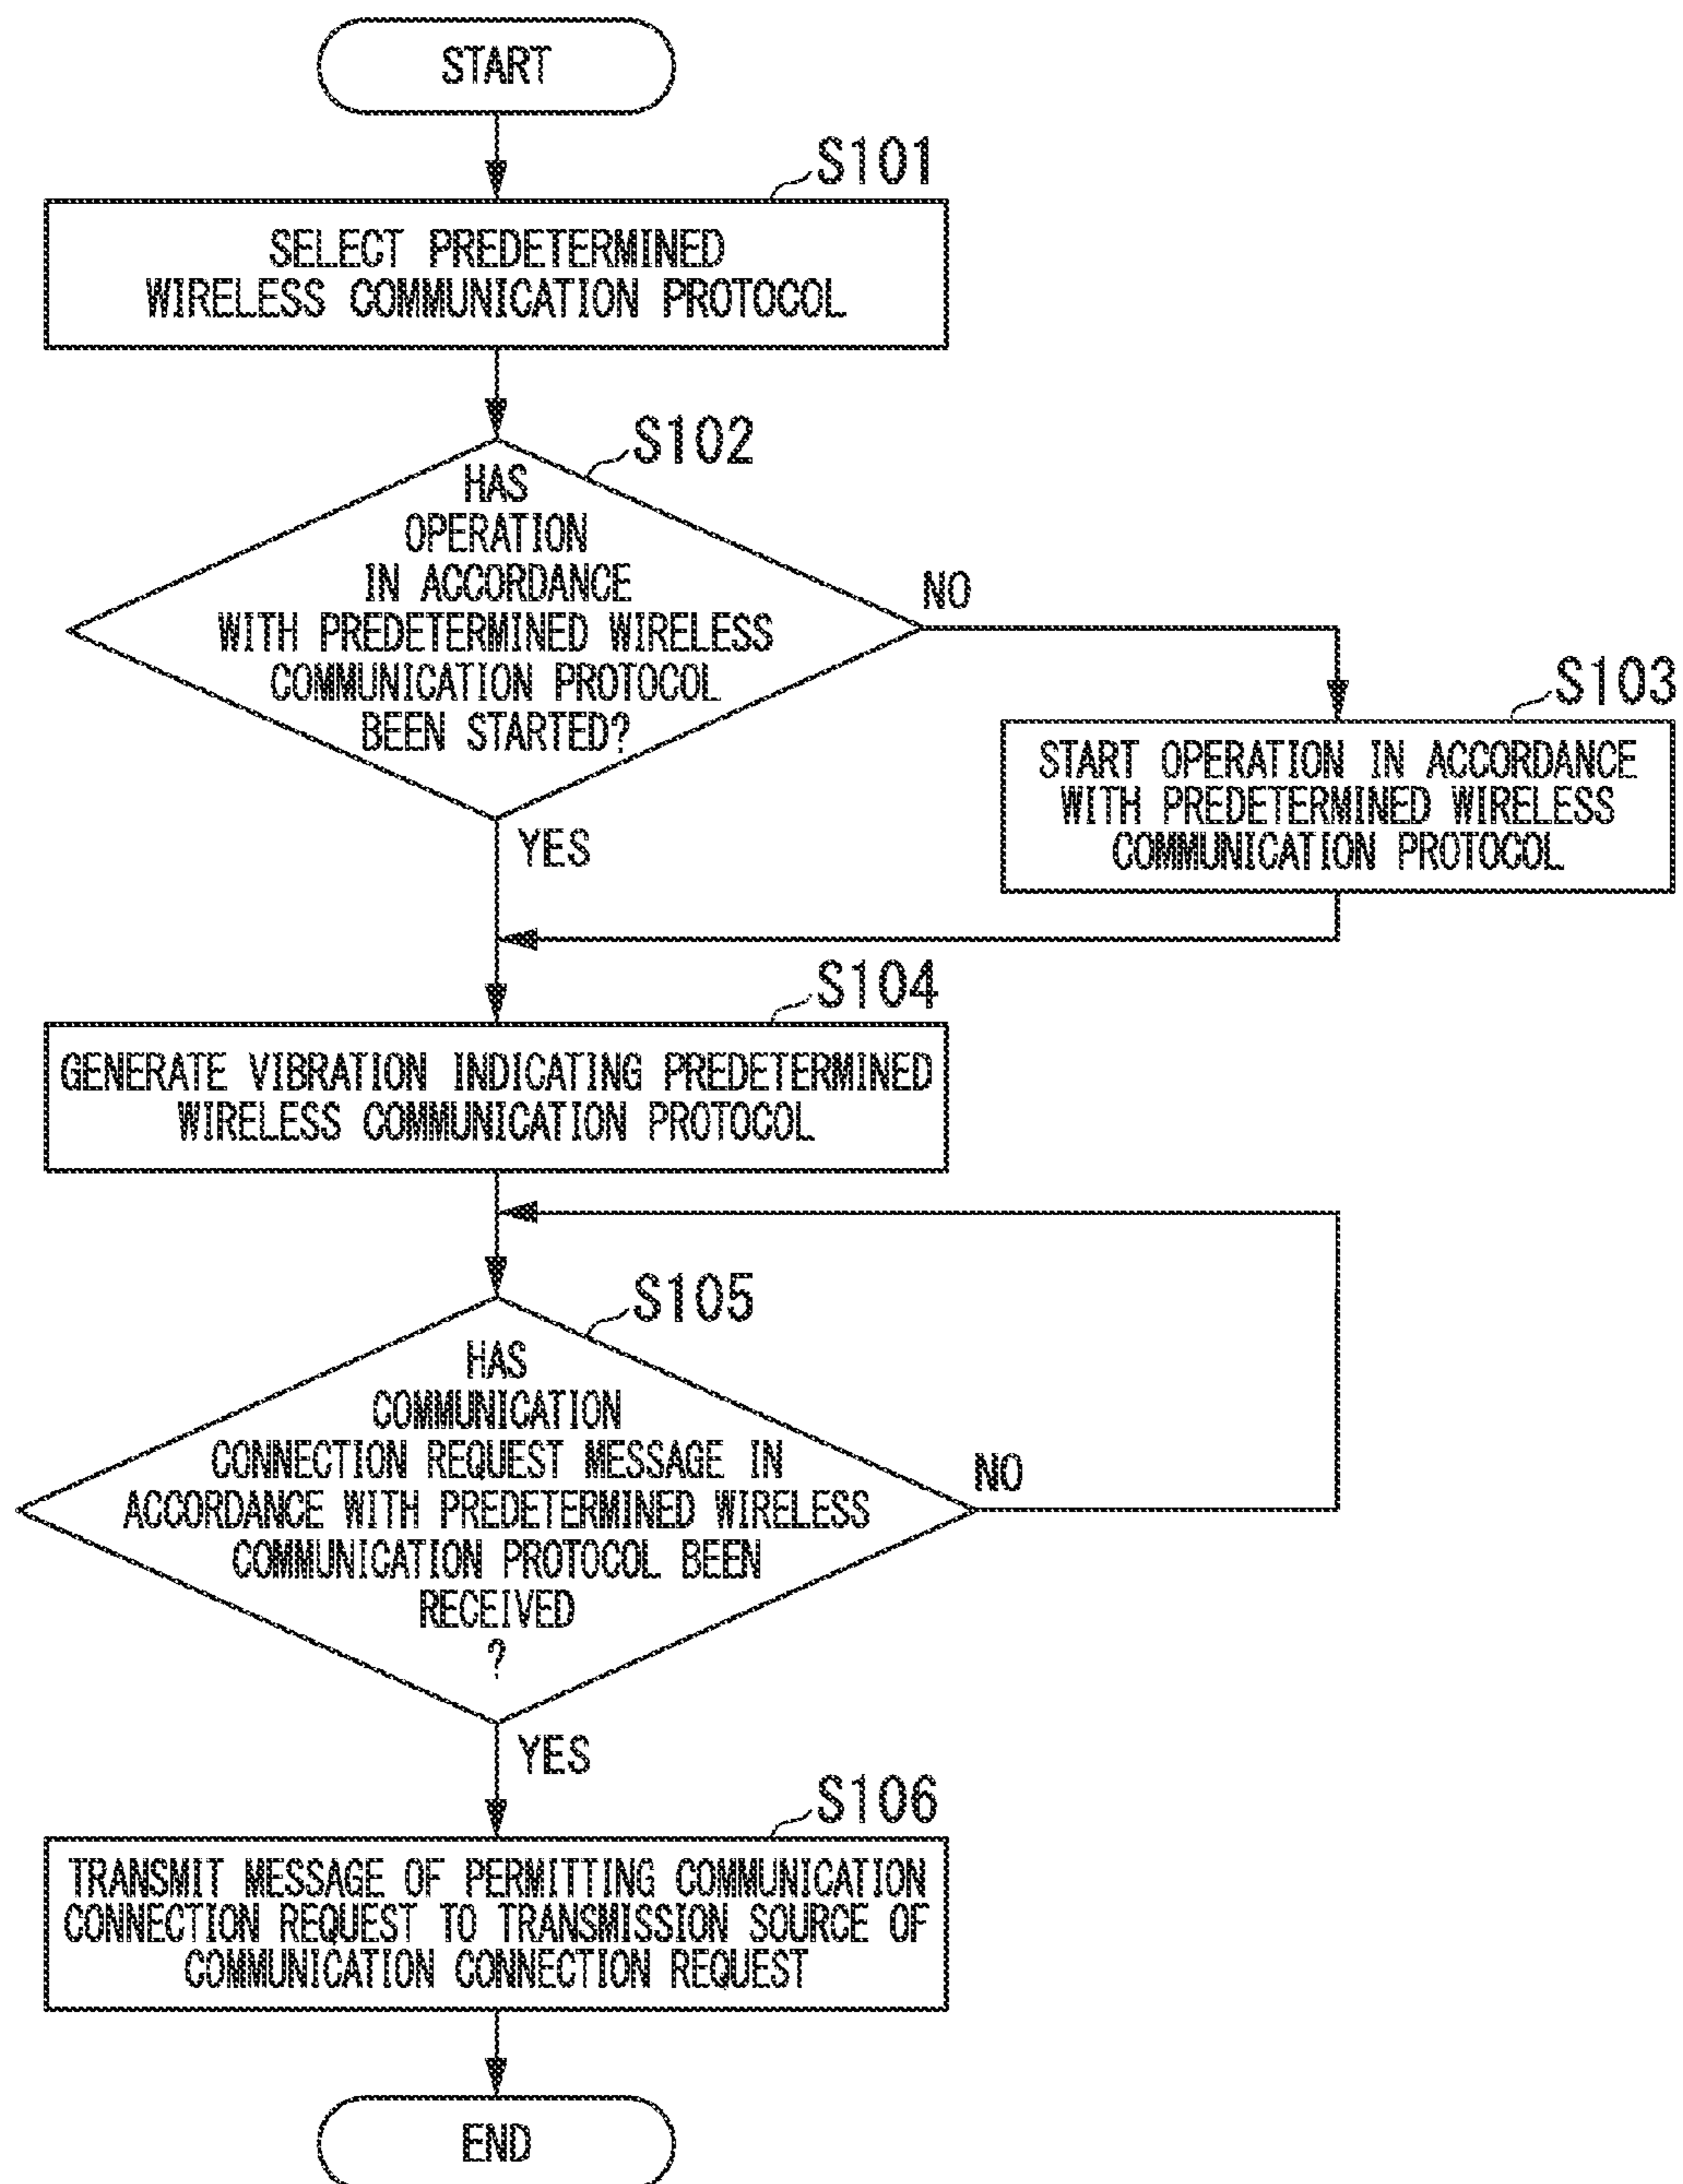 START
S101
SELECT PREDETERMINED
WIRELESS COMMUNICATION PROTOCOL
S102
HAS
OPERATION
IN ACCORDANCE
WITH PREDETERMINED WIRELESS
COMMUNICATION PROTOCOL
BEEN STARTED?
NO
YES
S103
START OPERATION IN ACCORDANCE
WITH PREDETERMINED WIRELESS
COMMUNICATION PROTOCOL
S104
GENERATE VIBRATION INDICATING PREDETERMINED
WIRELESS COMMUNICATION PROTOCOL
S105
HAS
COMMUNICATION
CONNECTION REQUEST MESSAGE IN
ACCORDANCE WITH PREDETERMINED WIRELESS
COMMUNICATION PROTOCOL BEEN
RECEIVED
?
NO
YES
S106
TRANSMIT MESSAGE OF PERMITTING COMMUNICATION
CONNECTION REQUEST TO TRANSMISSION SOURCE OF
COMMUNICATION CONNECTION REQUEST
END